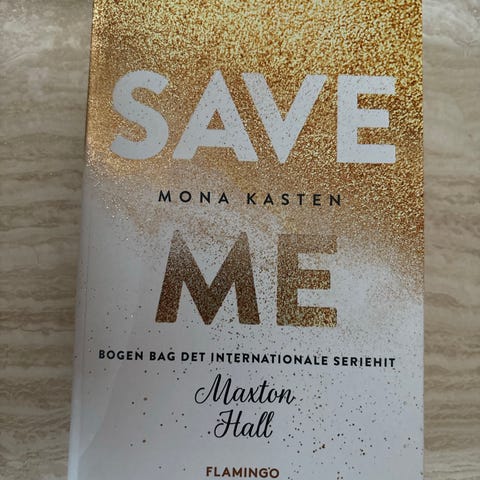 SAVE
MONA KASTEN
ME
BOGEN BAG DET INTERNATIONALE SERIEHIT
Maxton
Hall
FLAMINGO